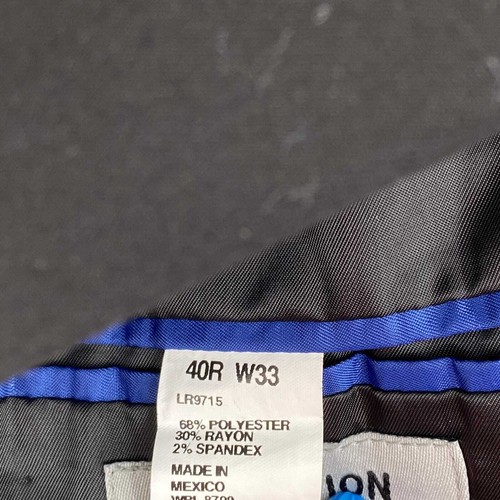 40R W33
LR9715
68% POLYESTER
30% RAYON
2% SPANDEX
MADE IN
MEXICO